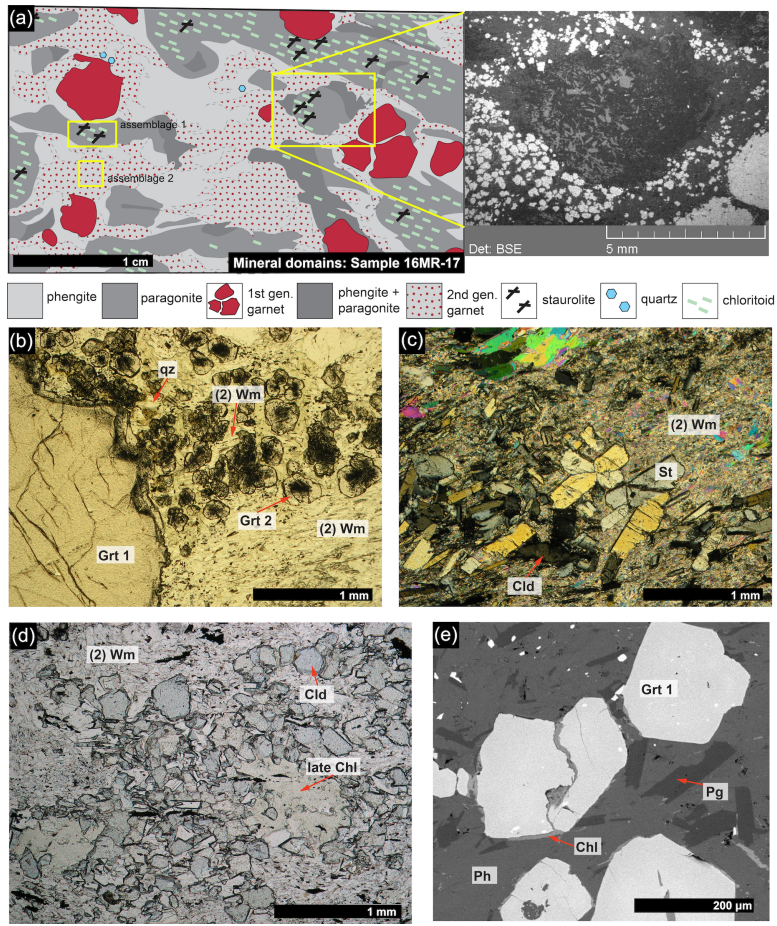 (a)
assemblage 1
assemblage 2
1 cm
Mineral domains: Sample 16MR-17
Det: BSE
5 mm
phengite
paragonite
1st gen.
garnet
phengite +
paragonite
2nd gen.
garnet
staurolite
quartz
chloritoid
(b)
qz
(2) Wm
Grt 2
(2) Wm
Grt 1
1 mm
(c)
(2) Wm
St
Cld
1 mm
(d)
(2) Wm
Cld
late Chl
1 mm
(e)
Grt 1
Pg
Chl
Ph
200 µm